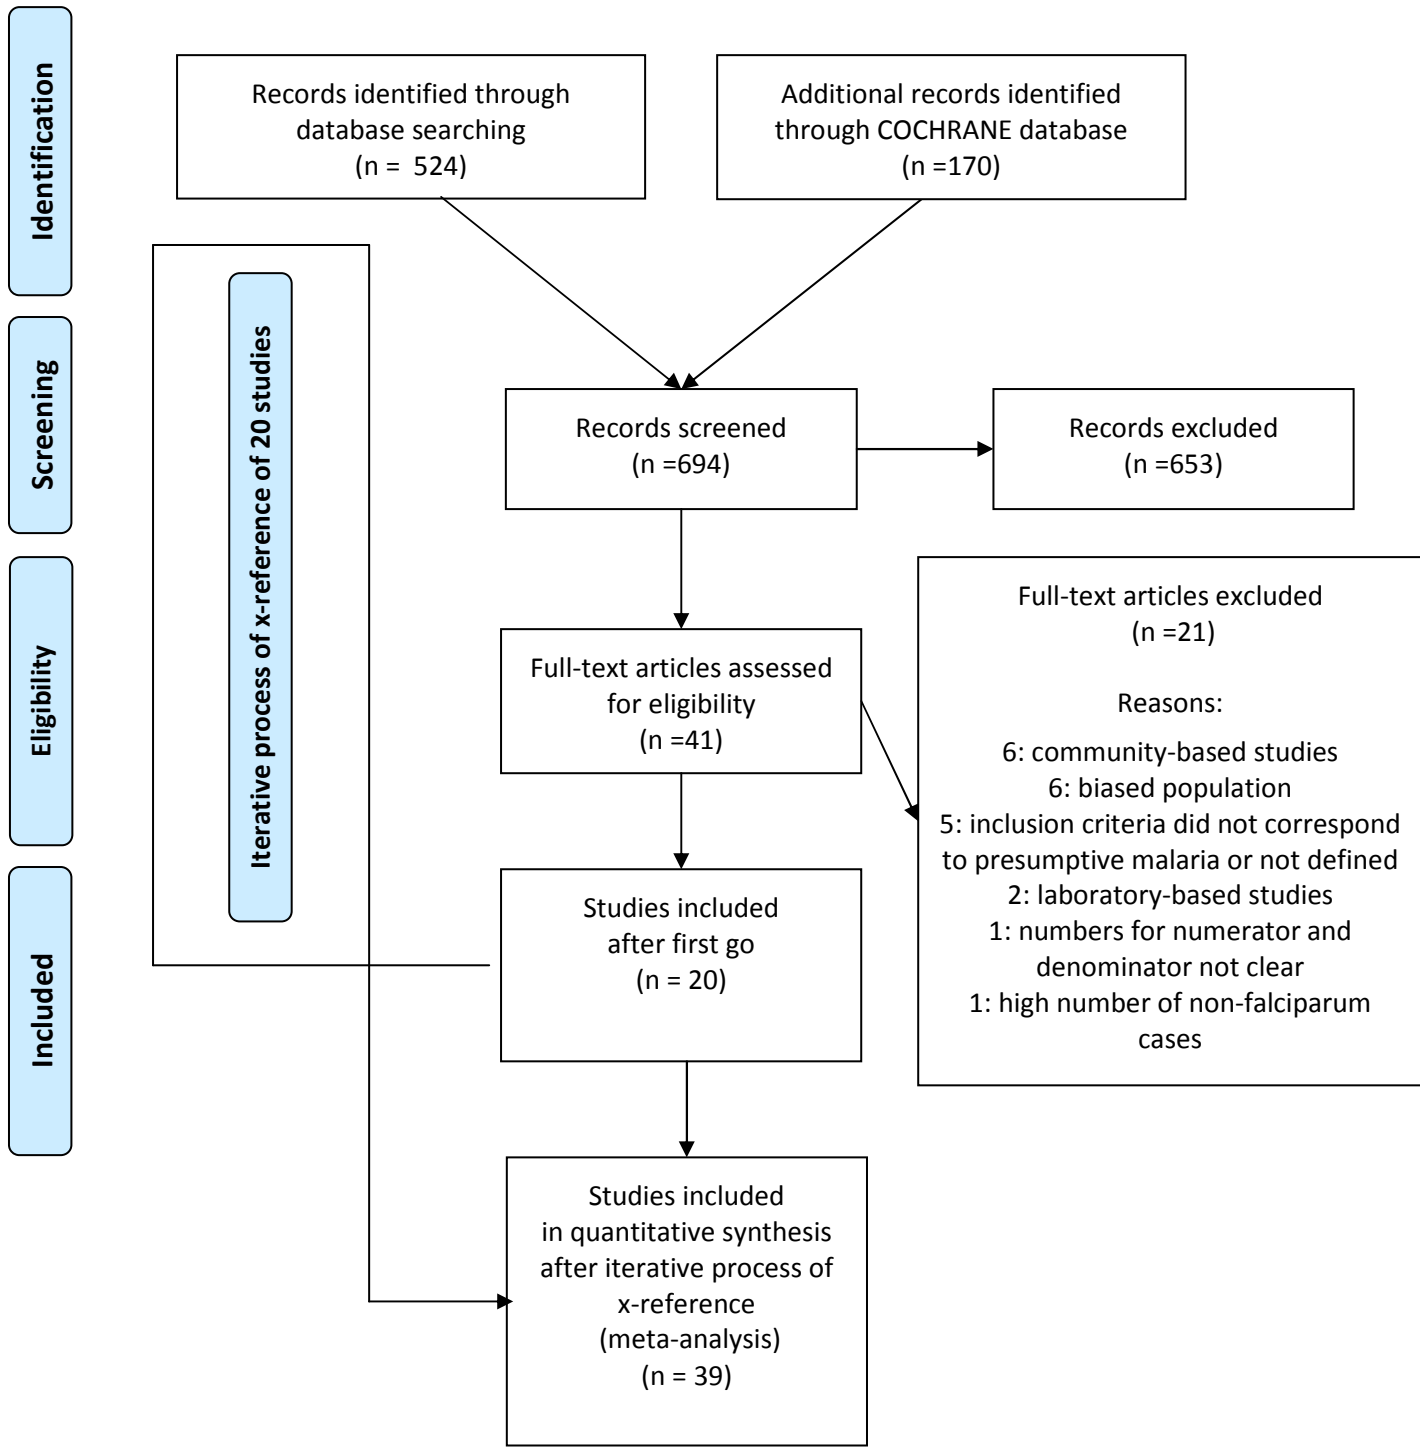 Identification
Records identified through
database searching
(n =  524)
Additional records identified
through COCHRANE database
(n =170)
Iterative process of x-reference of 20 studies
Screening
Records screened
(n =694)
Records excluded
(n =653)
Eligibility
Full-text articles assessed
for eligibility
(n =41)
Full-text articles excluded
(n =21)
Reasons:
6: community-based studies
6: biased population
5: inclusion criteria did not correspond
to presumptive malaria or not defined
2: laboratory-based studies
1: numbers for numerator and
denominator not clear
1: high number of non-falciparum
cases
Included
Studies included
after first go
(n = 20)
Studies included
in quantitative synthesis
after iterative process of
x-reference
(meta-analysis)
(n = 39)